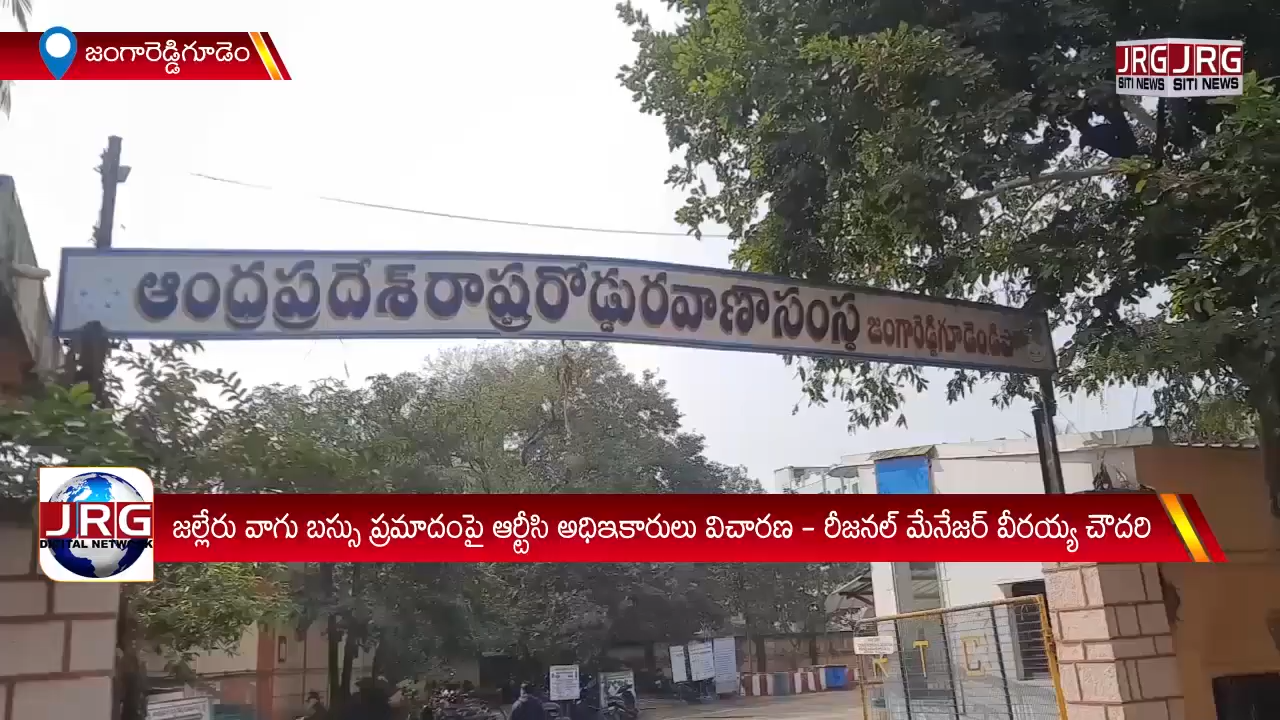 జంగారెడ్డిగూడెం
JRG JRG
SITI NEWS SITI NEWS
ఆంధ్రప్రదేశ్ రాష్ట్ర రోడ్డు రవాణా సంస్థ జంగారెడ్డిగూడెం డిపో
జల్లేరు వాగు బస్సు ప్రమాదంపై ఆర్టీసి అధిఇకారులు విచారణ - రీజనల్ మేనేజర్ వీరయ్య చౌదరి
JRG
DIGITAL NETWORK
R T C